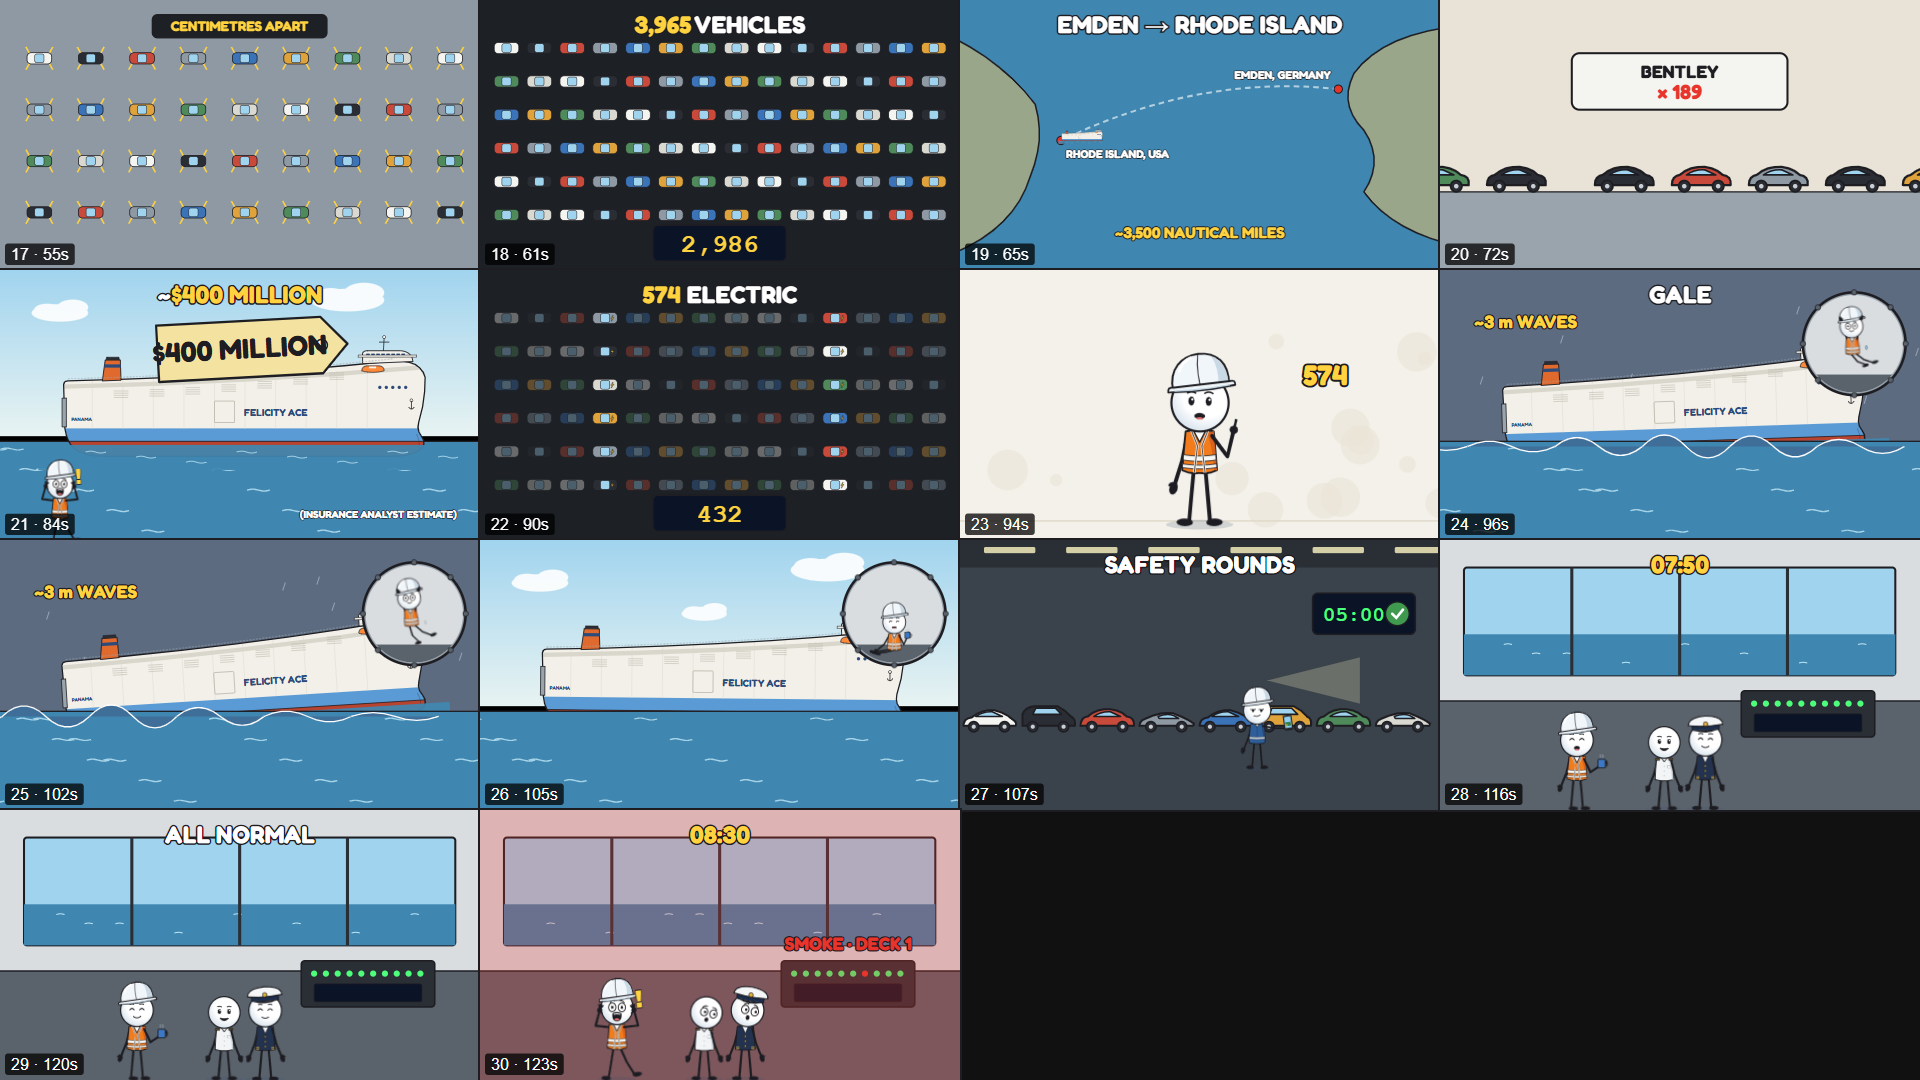 CENTIMETRES APART
17 · 55s
3,965 VEHICLES
2,986
18 · 61s
EMDEN → RHODE ISLAND
EMDEN, GERMANY
RHODE ISLAND, USA
~3,500 NAUTICAL MILES
19 · 65s
BENTLEY
× 189
20 · 72s
~$400 MILLION
$400 MILLION
FELICITY ACE
PANAMA
(INSURANCE ANALYST ESTIMATE)
21 · 84s
574 ELECTRIC
432
22 · 90s
574
23 · 94s
GALE
~3 m WAVES
FELICITY ACE
PANAMA
24 · 96s
~3 m WAVES
FELICITY ACE
PANAMA
25 · 102s
FELICITY ACE
PANAMA
26 · 105s
SAFETY ROUNDS
05:00
27 · 107s
07:50
28 · 116s
ALL NORMAL
29 · 120s
08:30
SMOKE · DECK 1
30 · 123s